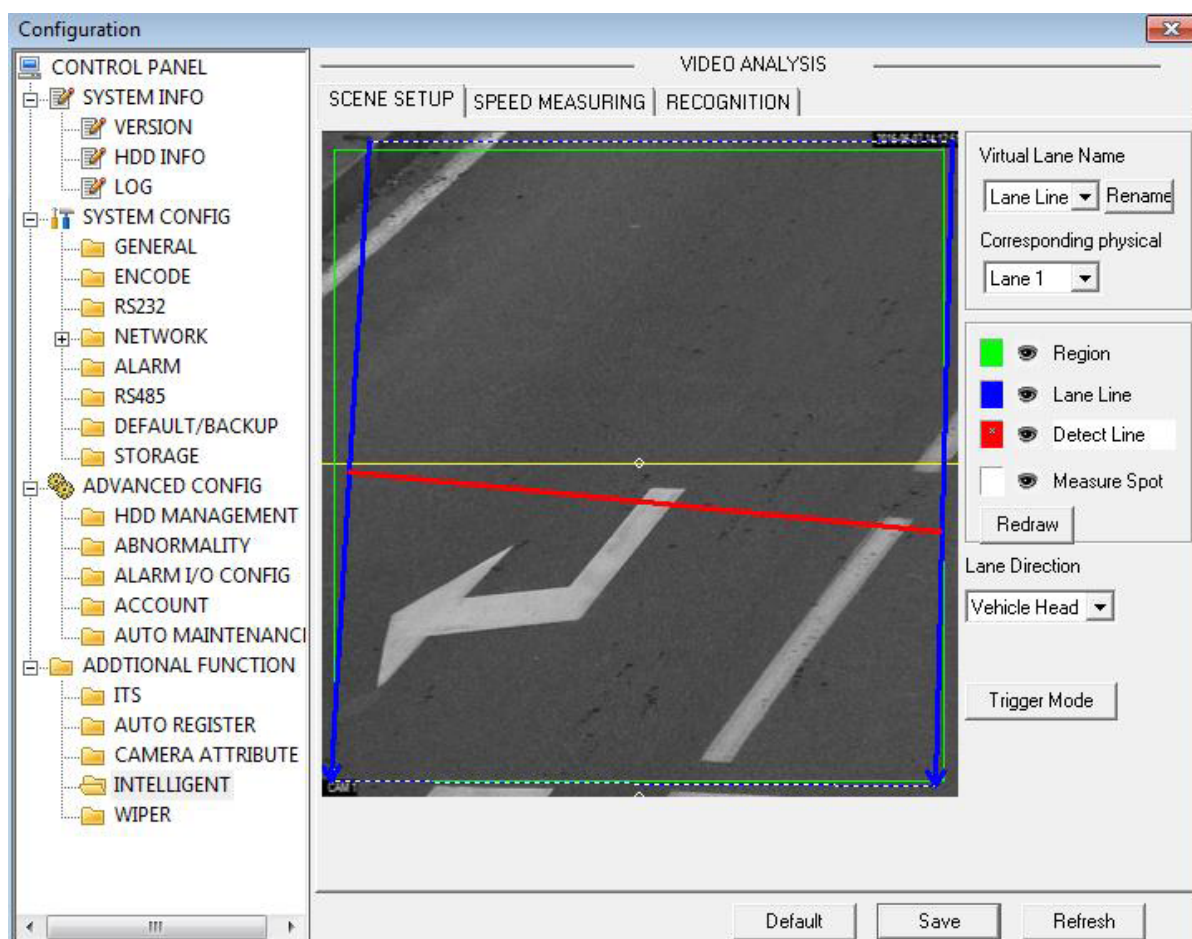 Configuration
CONTROL PANEL
SYSTEM INFO
VERSION
HDD INFO
LOG
SYSTEM CONFIG
GENERAL
ENCODE
RS232
NETWORK
ALARM
RS485
DEFAULT/BACKUP
STORAGE
ADVANCED CONFIG
HDD MANAGEMENT
ABNORMALITY
ALARM I/O CONFIG
ACCOUNT
AUTO MAINTENANC
ADDTIONAL FUNCTION
ITS
AUTO REGISTER
CAMERA ATTRIBUTE
INTELLIGENT
WIPER
VIDEO ANALYSIS
SCENE SETUP SPEED MEASURING RECOGNITION
CAM 1
Virtual Lane Name
Lane Line Rename
Corresponding physical
Lane 1
Region
Lane Line
Detect Line
Measure Spot
Redraw
Lane Direction
Vehicle Head
Trigger Mode
Default Save Refresh